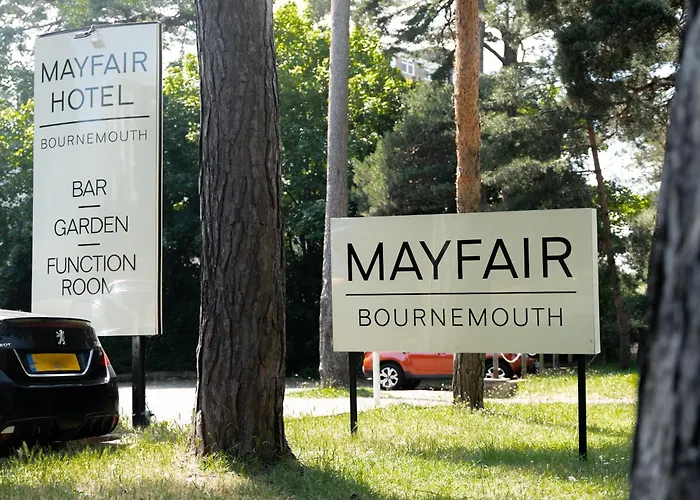 MAYFAIR
HOTEL
BOURNEMOUTH
BAR
GARDEN
FUNCTION
ROOM
MAYFAIR
BOURNEMOUTH